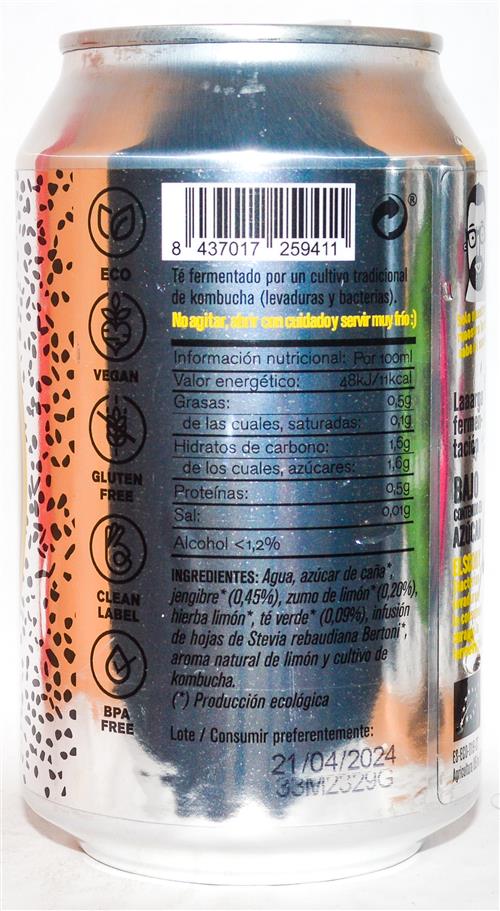 ECO
VEGAN
GLUTEN
FREE
CLEAN
LABEL
BPA
FREE
8 437017 259411
®
Té fermentado por un cultivo tradicional
de kombucha (levaduras y bacterias).
No agitar, abrir con cuidado y servir muy frío :)
Información nutricional: Por 100ml
Valor energético: 48kJ/11kcal
Grasas: 0,5g
de las cuales, saturadas: 0,1g
Hidratos de carbono: 1,6g
de los cuales, azúcares: 1,6g
Proteínas: 0,5g
Sal: 0,01g
Alcohol <1,2%
INGREDIENTES: Agua, azúcar de caña*,
jengibre* (0,45%), zumo de limón* (0,20%),
hierba limón*, té verde* (0,09%), infusión
de hojas de Stevia rebaudiana Bertoni*,
aroma natural de limón y cultivo de
kombucha.
(*) Producción ecológica
Lote / Consumir preferentemente:
21/04/2024
33M2329G
BAJO